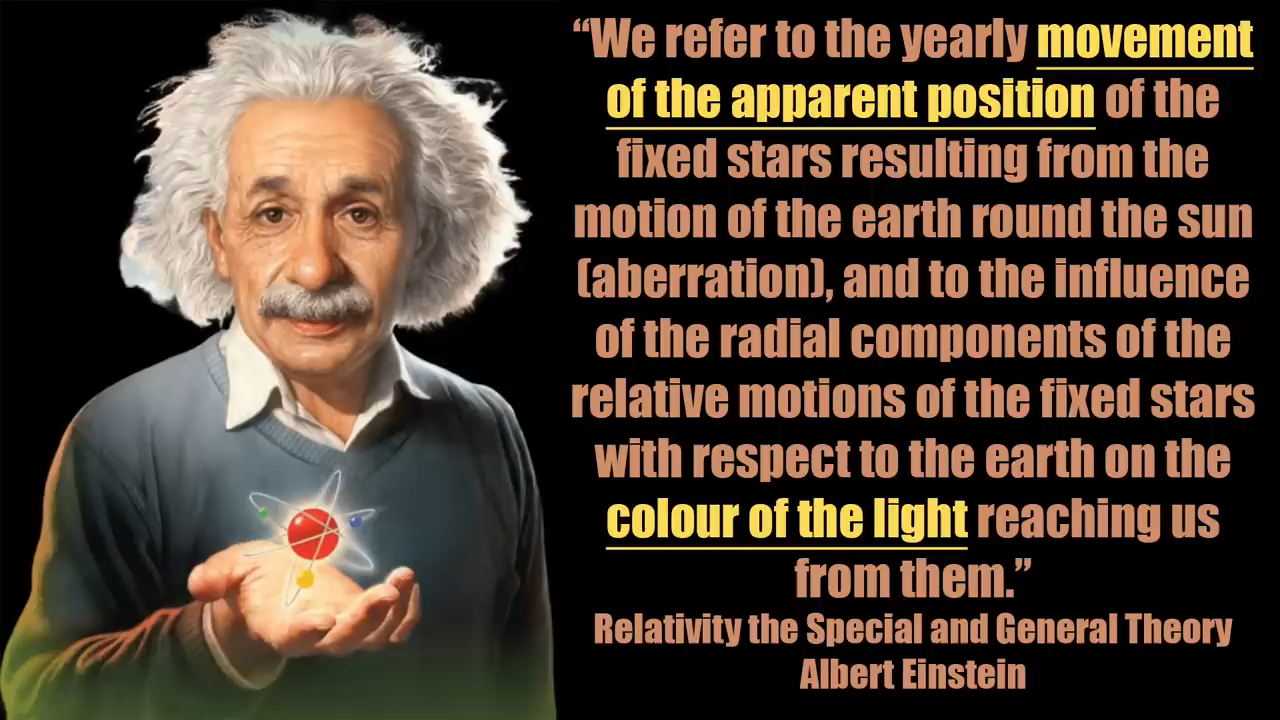 “We refer to the yearly movement
of the apparent position of the
fixed stars resulting from the
motion of the earth round the sun
(aberration), and to the influence
of the radial components of the
relative motions of the fixed stars
with respect to the earth on the
colour of the light reaching us
from them.”
Relativity the Special and General Theory
Albert Einstein